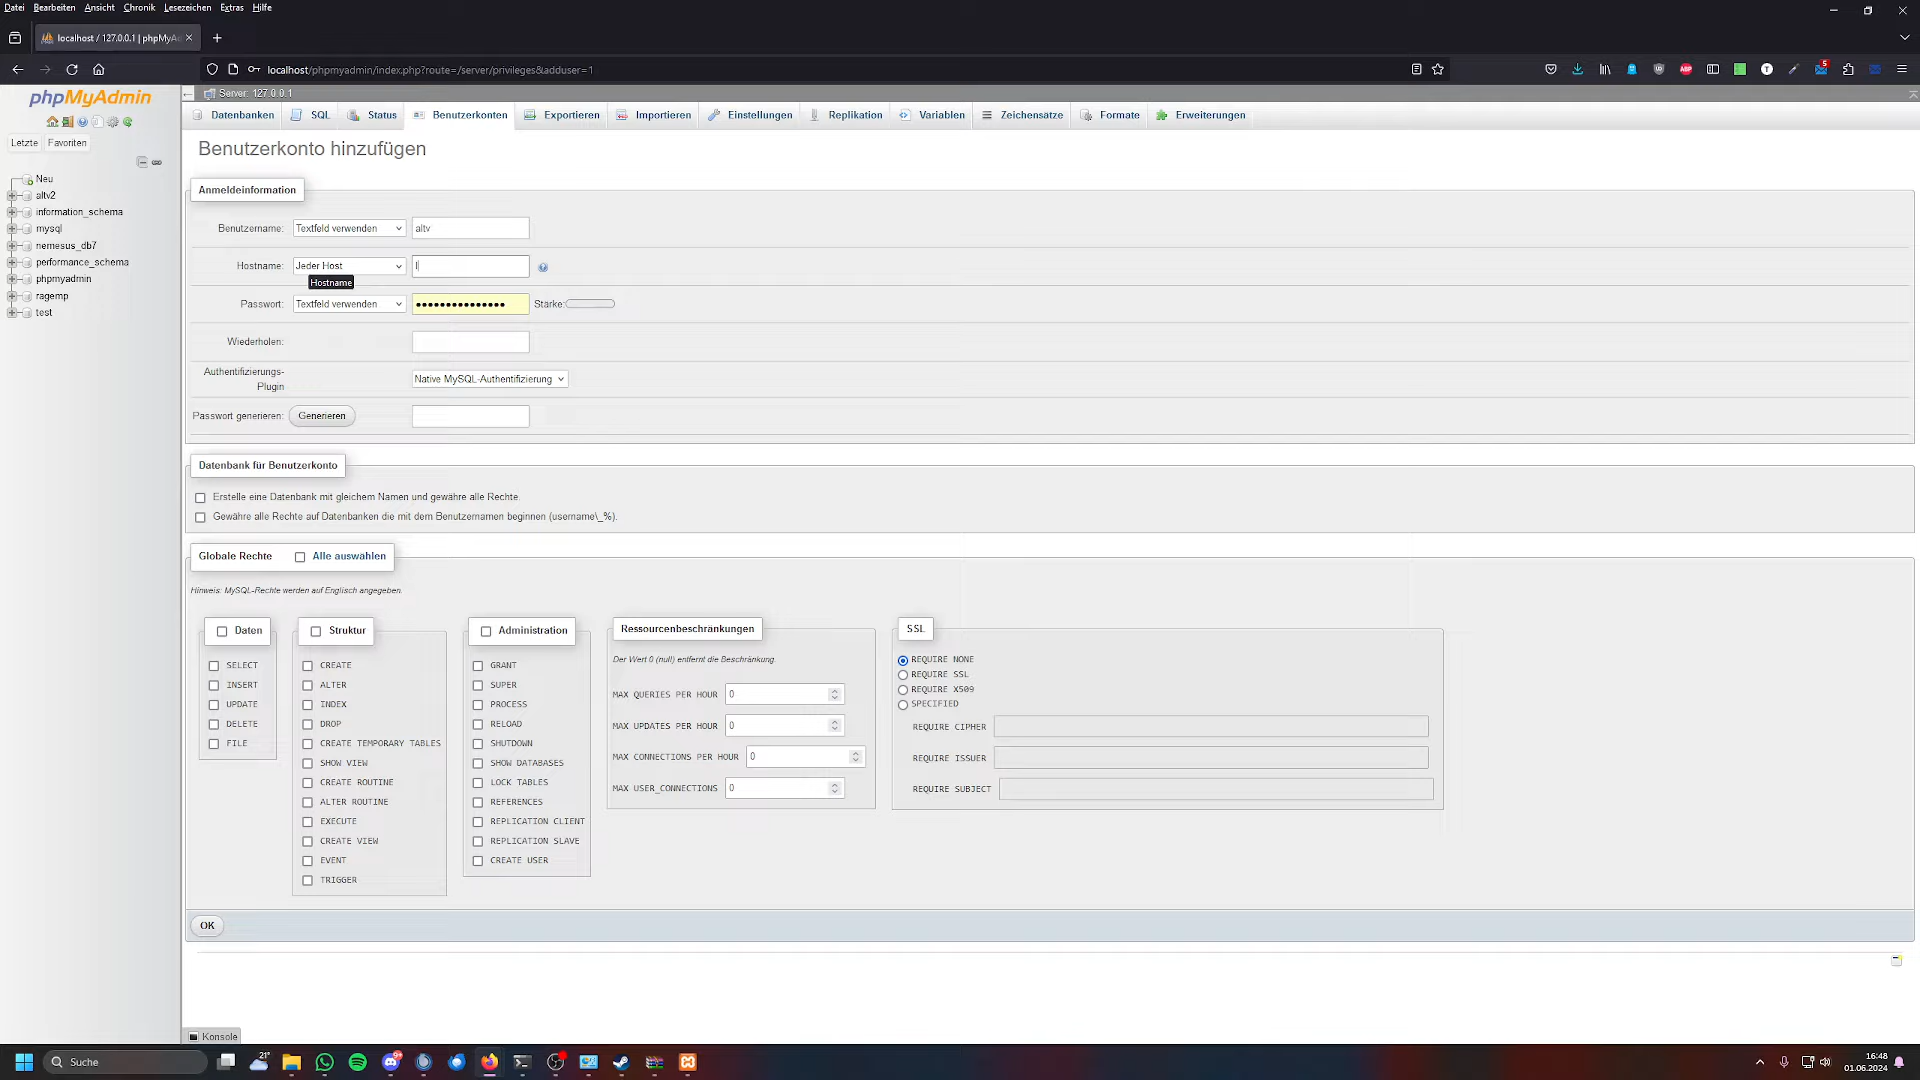 Datei Bearbeiten Ansicht Chronik Lesezeichen Extras Hilfe
localhost / 127.0.0.1 | phpMyAd
localhost/phpmyadmin/index.php?route=/server/privileges&adduser=1
5
phpMyAdmin
Letzte Favoriten
Neu
altv2
information_schema
mysql
nemesus_db7
performance_schema
phpmyadmin
ragemp
test
Server: 127.0.0.1
Datenbanken SQL Status Benutzerkonten Exportieren Importieren Einstellungen Replikation Variablen Zeichensätze Formate Erweiterungen
Benutzerkonto hinzufügen
Anmeldeinformation
Benutzername: Textfeld verwenden altv
Hostname: Jeder Host l
Hostname
Passwort: Textfeld verwenden ••••••••••••••• Stärke:
Wiederholen:
Authentifizierungs-
Plugin Native MySQL-Authentifizierung
Passwort generieren: Generieren
Datenbank für Benutzerkonto
Erstelle eine Datenbank mit gleichem Namen und gewähre alle Rechte.
Gewähre alle Rechte auf Datenbanken die mit dem Benutzernamen beginnen (username\_%).
Globale Rechte Alle auswählen
Hinweis: MySQL-Rechte werden auf Englisch angegeben.
Daten
SELECT
INSERT
UPDATE
DELETE
FILE
Struktur
CREATE
ALTER
INDEX
DROP
CREATE TEMPORARY TABLES
SHOW VIEW
CREATE ROUTINE
ALTER ROUTINE
EXECUTE
CREATE VIEW
EVENT
TRIGGER
Administration
GRANT
SUPER
PROCESS
RELOAD
SHUTDOWN
SHOW DATABASES
LOCK TABLES
REFERENCES
REPLICATION CLIENT
REPLICATION SLAVE
CREATE USER
Ressourcenbeschränkungen
Der Wert 0 (null) entfernt die Beschränkung.
MAX QUERIES PER HOUR 0
MAX UPDATES PER HOUR 0
MAX CONNECTIONS PER HOUR 0
MAX USER_CONNECTIONS 0
SSL
REQUIRE NONE
REQUIRE SSL
REQUIRE X509
SPECIFIED
REQUIRE CIPHER
REQUIRE ISSUER
REQUIRE SUBJECT
OK
Konsole
Suche
21°
16:48
01.06.2024